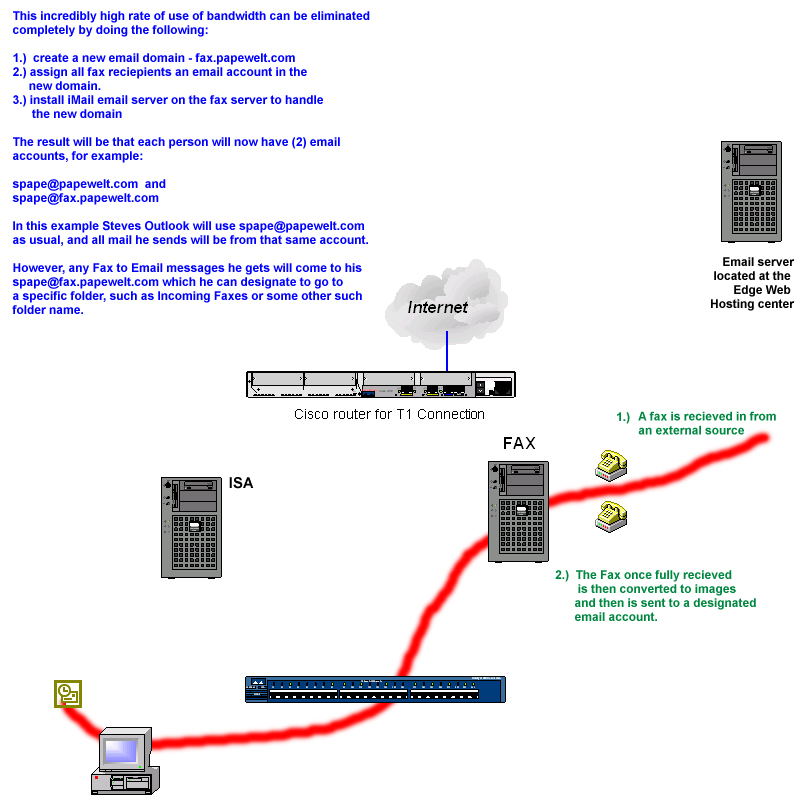 This incredibly high rate of use of bandwidth can be eliminated
completely by doing the following:
1.) create a new email domain - fax.papewelt.com
2.) assign all fax reciepients an email account in the
new domain.
3.) install iMail email server on the fax server to handle
the new domain
The result will be that each person will now have (2) email
accounts, for example:
spape@papewelt.com and
spape@fax.papewelt.com
In this example Steves Outlook will use spape@papewelt.com
as usual, and all mail he sends will be from that same account.
However, any Fax to Email messages he gets will come to his
spape@fax.papewelt.com which he can designate to go to
a specific folder, such as Incoming Faxes or some other such
folder name.
Email server
located at the
Edge Web
Hosting center
Internet
Cisco router for T1 Connection
1.) A fax is recieved in from
an external source
FAX
ISA
2.) The Fax once fully recieved
is then converted to images
and then is sent to a designated
email account.